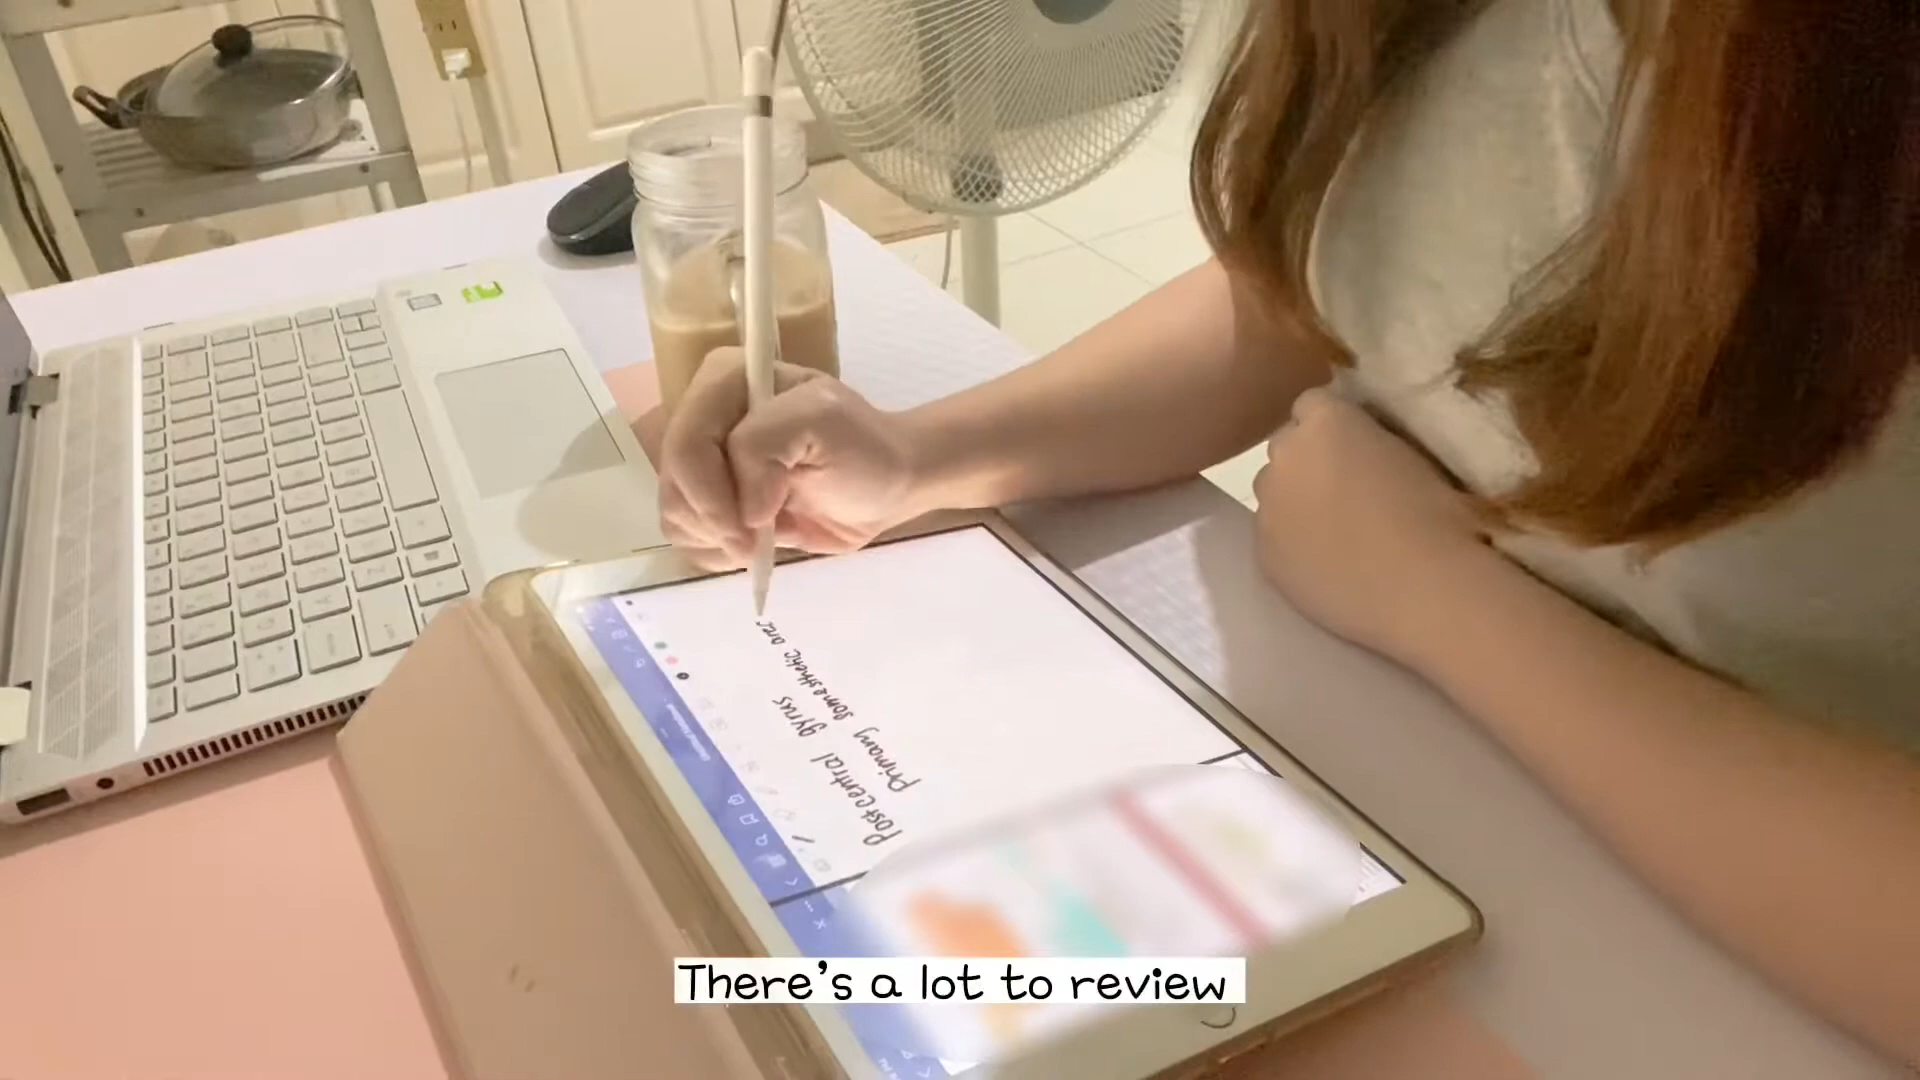 Postcentral gyrus
Primary somesthetic area
There's a lot to review